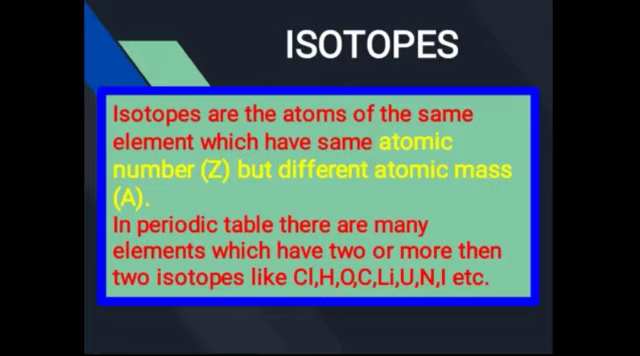 ISOTOPES
Isotopes are the atoms of the same
element which have same atomic
number (Z) but different atomic mass
(A).
In periodic table there are many
elements which have two or more then
two isotopes like Cl,H,O,C,Li,U,N,I etc.